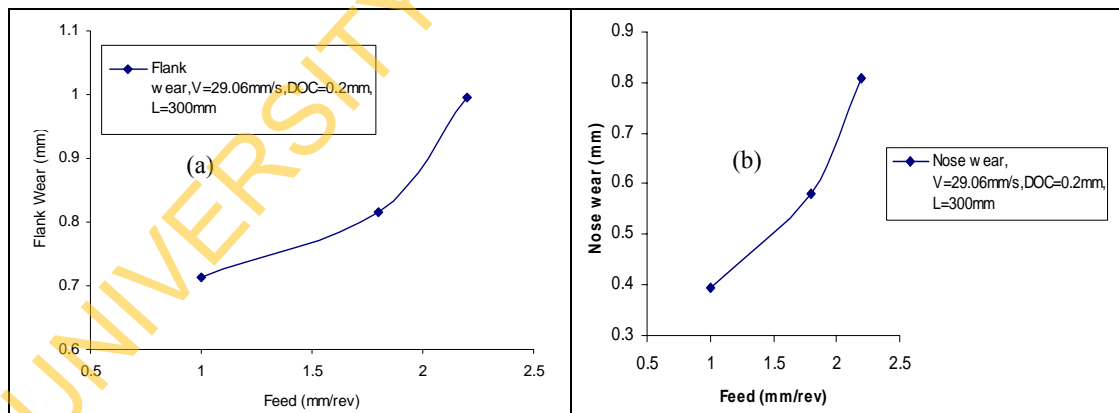 1.1
1
0.9
0.8
0.7
0.6
0.5
1
1.5
2
2.5
Flank Wear (mm)
Feed (mm/rev)
Flank
wear,V=29.06mm/s,DOC=0.2mm,
L=300mm
(a)
UNIVERSITY
0.9
0.8
0.7
0.6
0.5
0.4
0.3
0.5
1
1.5
2
2.5
Nose wear (mm)
Feed (mm/rev)
(b)
Nose wear,
V=29.06mm/s,DOC=0.2mm,
L=300mm